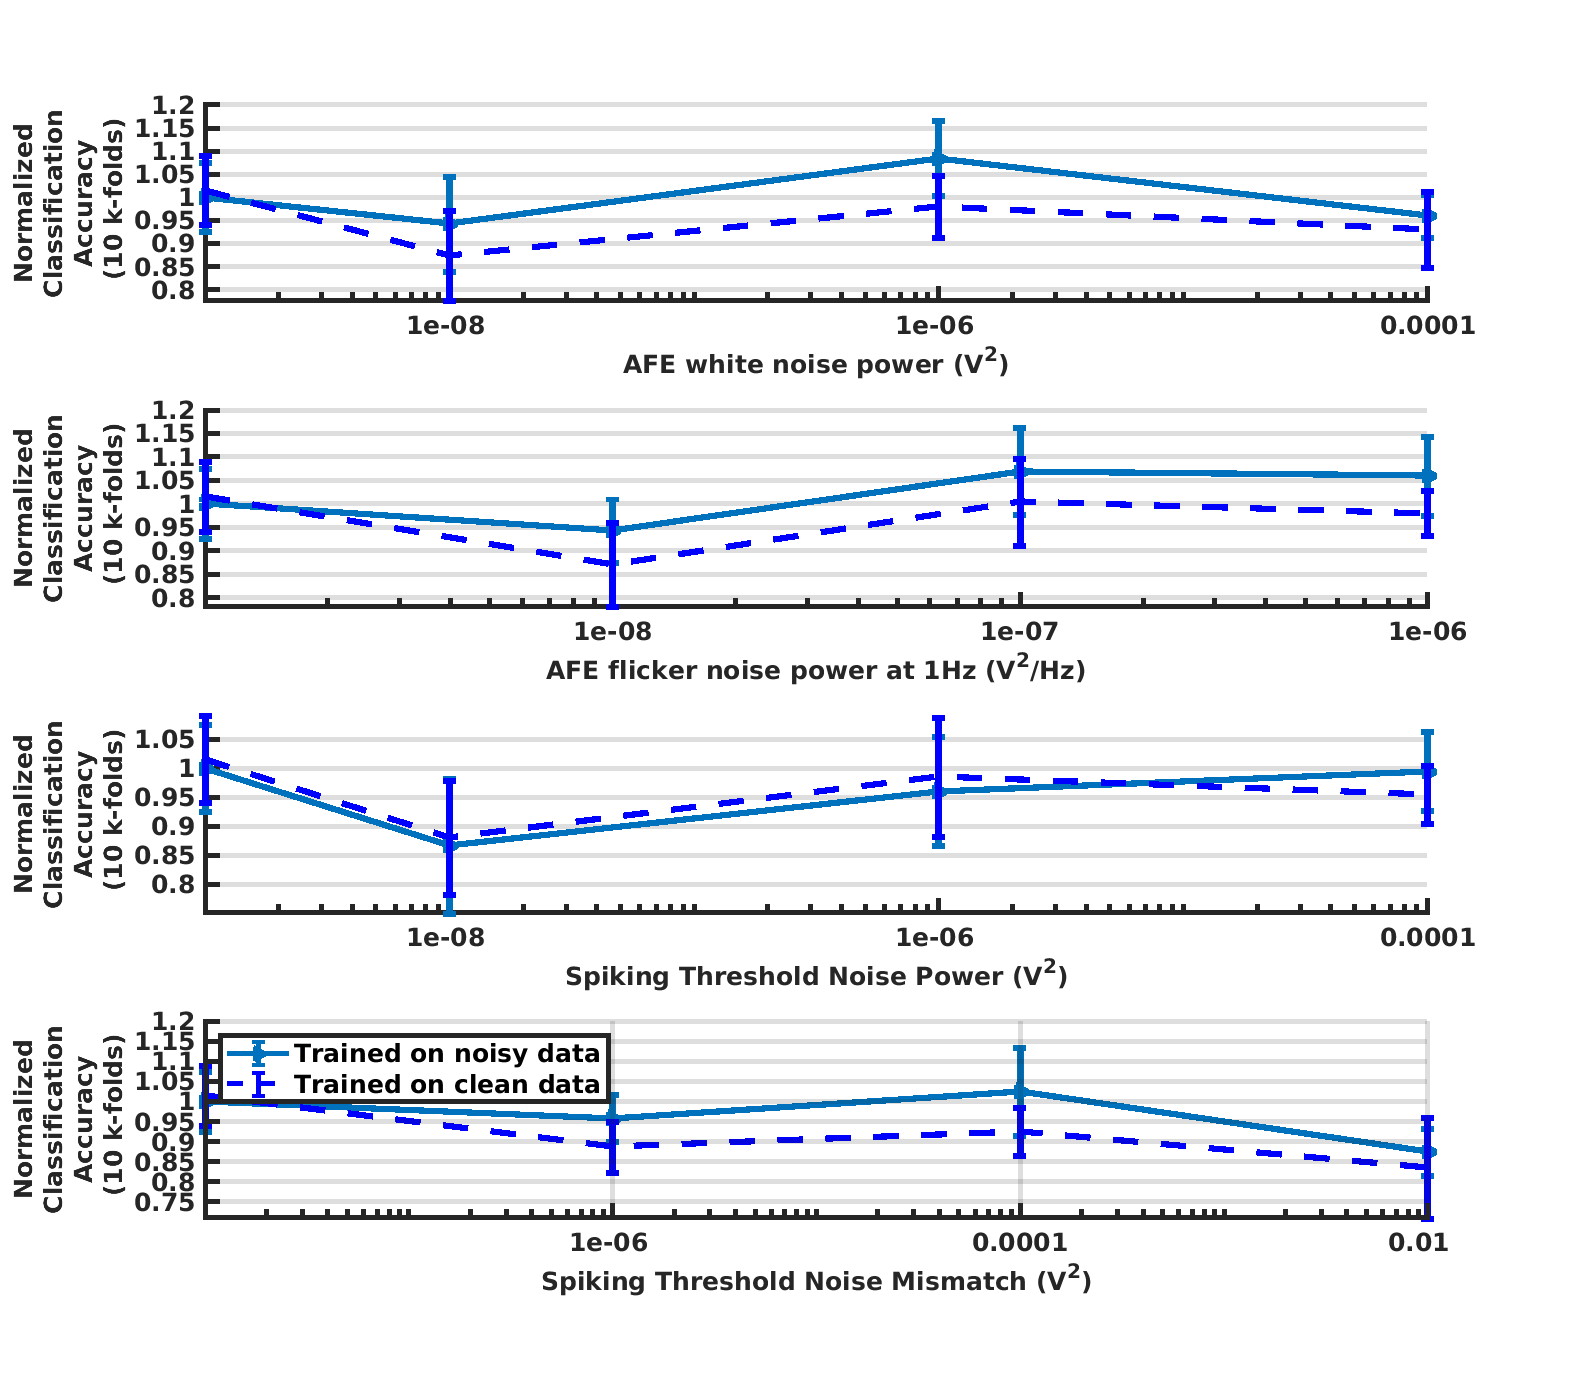 Normalized
Classification
Accuracy
(10 k-folds)
1.2
1.15
1.1
1.05
1
0.95
0.9
0.85
0.8
1e-08
1e-06
0.0001
AFE white noise power (V²)
Normalized
Classification
Accuracy
(10 k-folds)
1.2
1.15
1.1
1.05
1
0.95
0.9
0.85
0.8
1e-08
1e-07
1e-06
AFE flicker noise power at 1Hz (V²/Hz)
Normalized
Classification
Accuracy
(10 k-folds)
1.05
1
0.95
0.9
0.85
0.8
1e-08
1e-06
0.0001
Spiking Threshold Noise Power (V²)
Normalized
Classification
Accuracy
(10 k-folds)
1.2
1.15
1.1
1.05
1
0.95
0.9
0.85
0.8
0.75
Trained on noisy data
Trained on clean data
1e-06
0.0001
0.01
Spiking Threshold Noise Mismatch (V²)